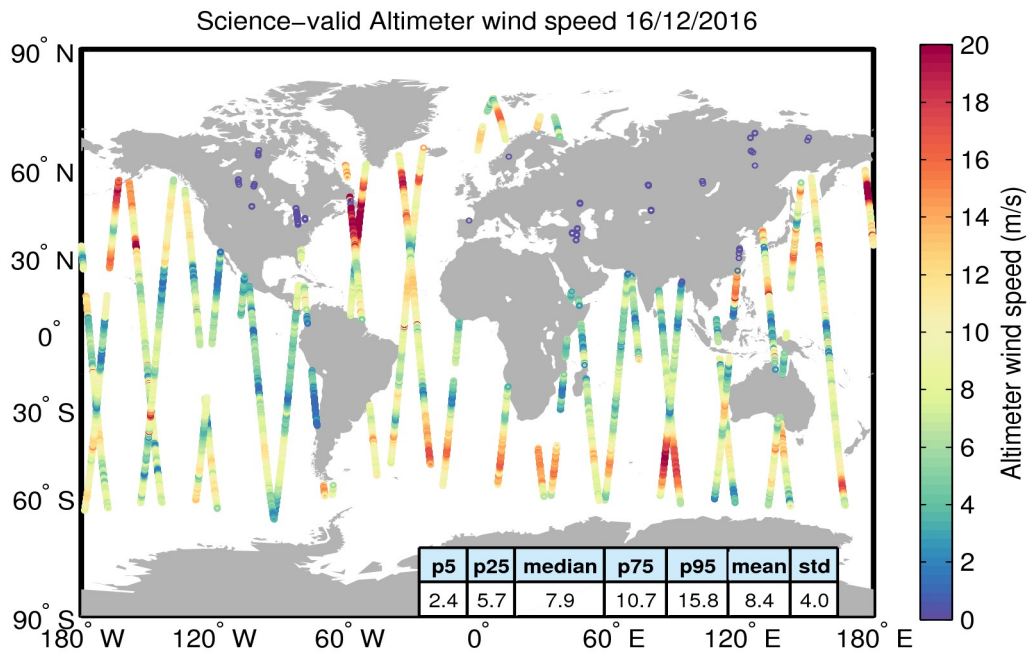 Science−valid Altimeter wind speed 16/12/2016
90° N
60° N
30° N
0°
30° S
60° S
90° S
180° W
120° W
60° W
0°
60° E
120° E
180° E
p5 p25 median p75 p95 mean std
2.4 5.7 7.9 10.7 15.8 8.4 4.0
20
18
16
14
12
10
8
6
4
2
0
Altimeter wind speed (m/s)